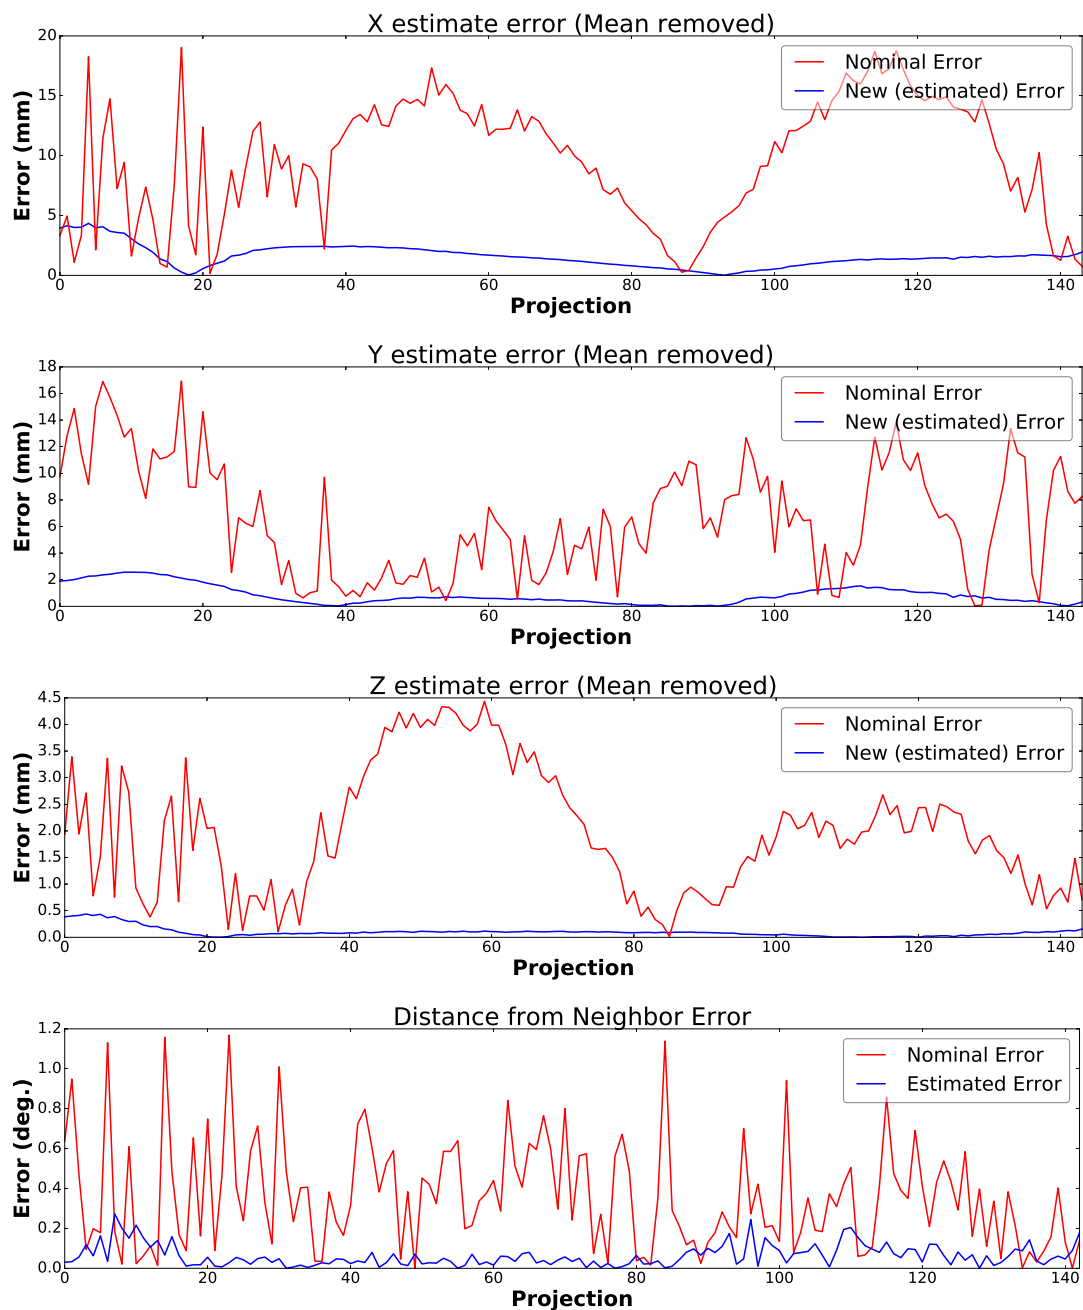 X estimate error (Mean removed)
20
15
10
5
0
Error (mm)
Nominal Error
New (estimated) Error
0 20 40 60 80 100 120 140
Projection
Y estimate error (Mean removed)
18
16
14
12
10
8
6
4
2
0
Error (mm)
Nominal Error
New (estimated) Error
0 20 40 60 80 100 120 140
Projection
Z estimate error (Mean removed)
4.5
4.0
3.5
3.0
2.5
2.0
1.5
1.0
0.5
0.0
Error (mm)
Nominal Error
New (estimated) Error
0 20 40 60 80 100 120 140
Projection
Distance from Neighbor Error
1.2
1.0
0.8
0.6
0.4
0.2
0.0
Error (deg.)
Nominal Error
Estimated Error
0 20 40 60 80 100 120 140
Projection